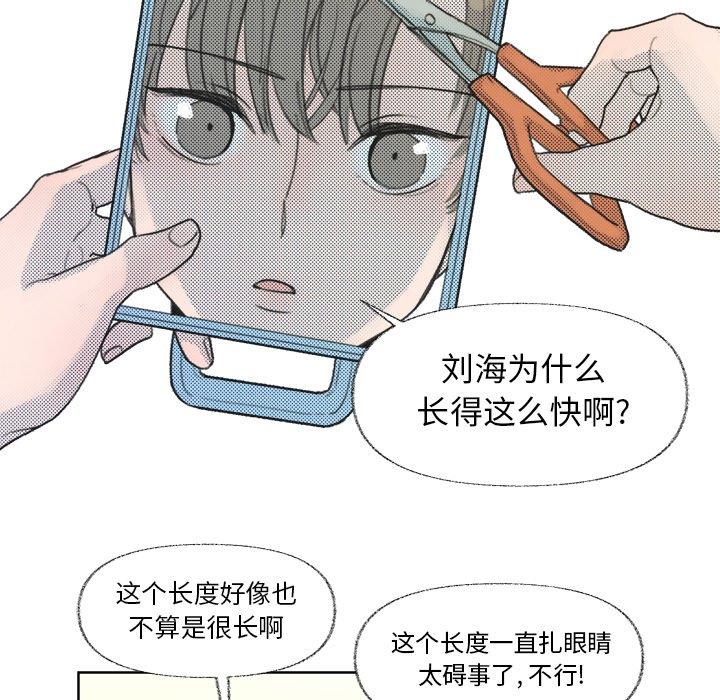 刘海为什么
长得这么快啊?
这个长度好像也
不算是很长啊
这个长度一直扎眼睛
太碍事了, 不行!